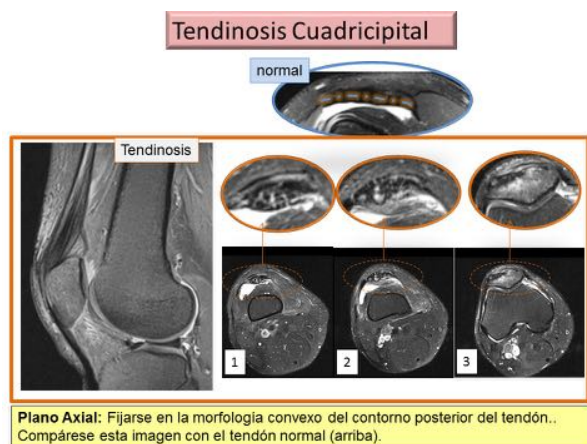 Tendinosis Cuadricipital
normal
Tendinosis
1
2
3
Plano Axial: Fijarse en la morfología convexo del contorno posterior del tendón..
Compárese esta imagen con el tendón normal (arriba).